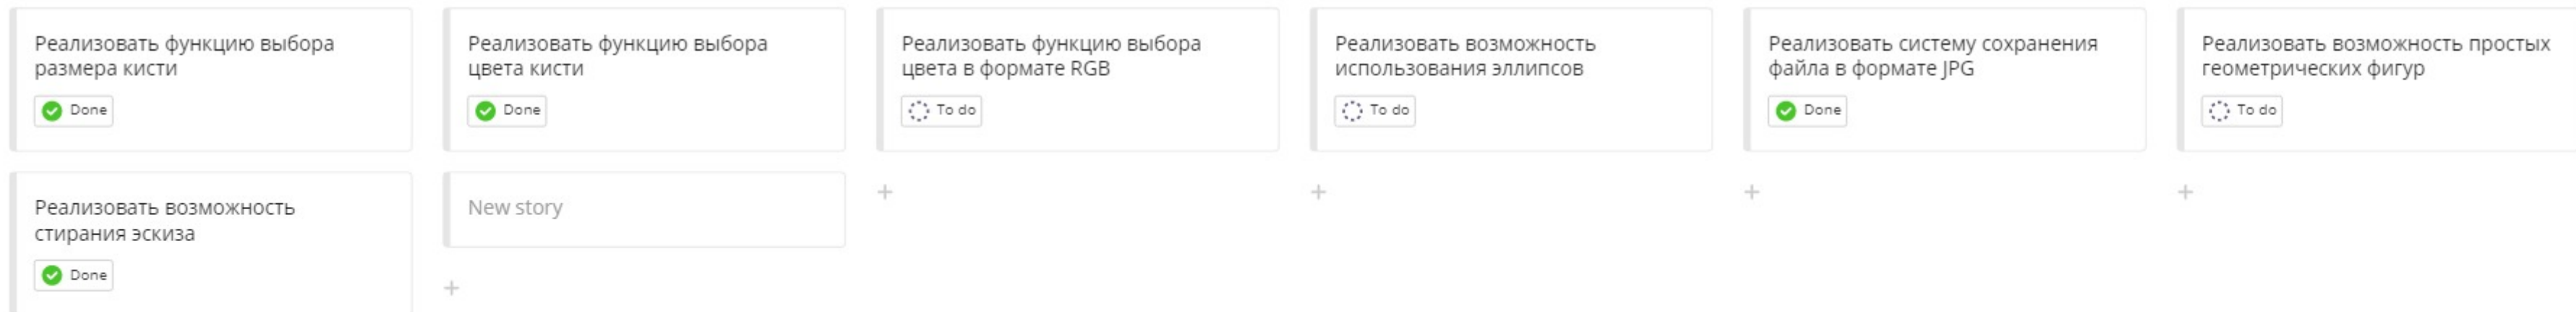 Реализовать функцию выбора
размера кисти
Done
Реализовать функцию выбора
цвета кисти
Done
Реализовать функцию выбора
цвета в формате RGB
To do
Реализовать возможность
использования эллипсов
To do
Реализовать систему сохранения
файла в формате JPG
Done
Реализовать возможность простых
геометрических фигур
To do
Реализовать возможность
стирания эскиза
Done
New story